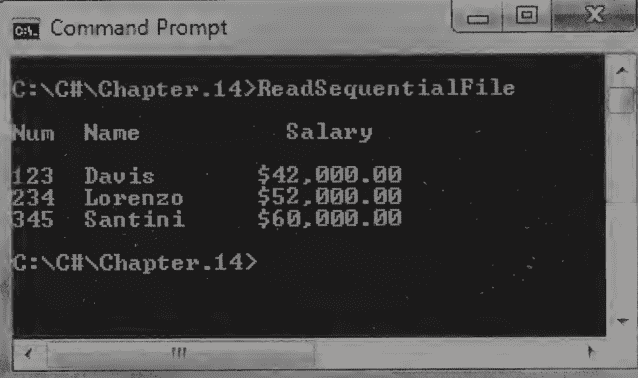 Command Prompt
C:\C#\Chapter.14>ReadSequentialFile
Num Name Salary
123 Davis $42,000.00
234 Lorenzo $52,000.00
345 Santini $60,000.00
C:\C#\Chapter.14>